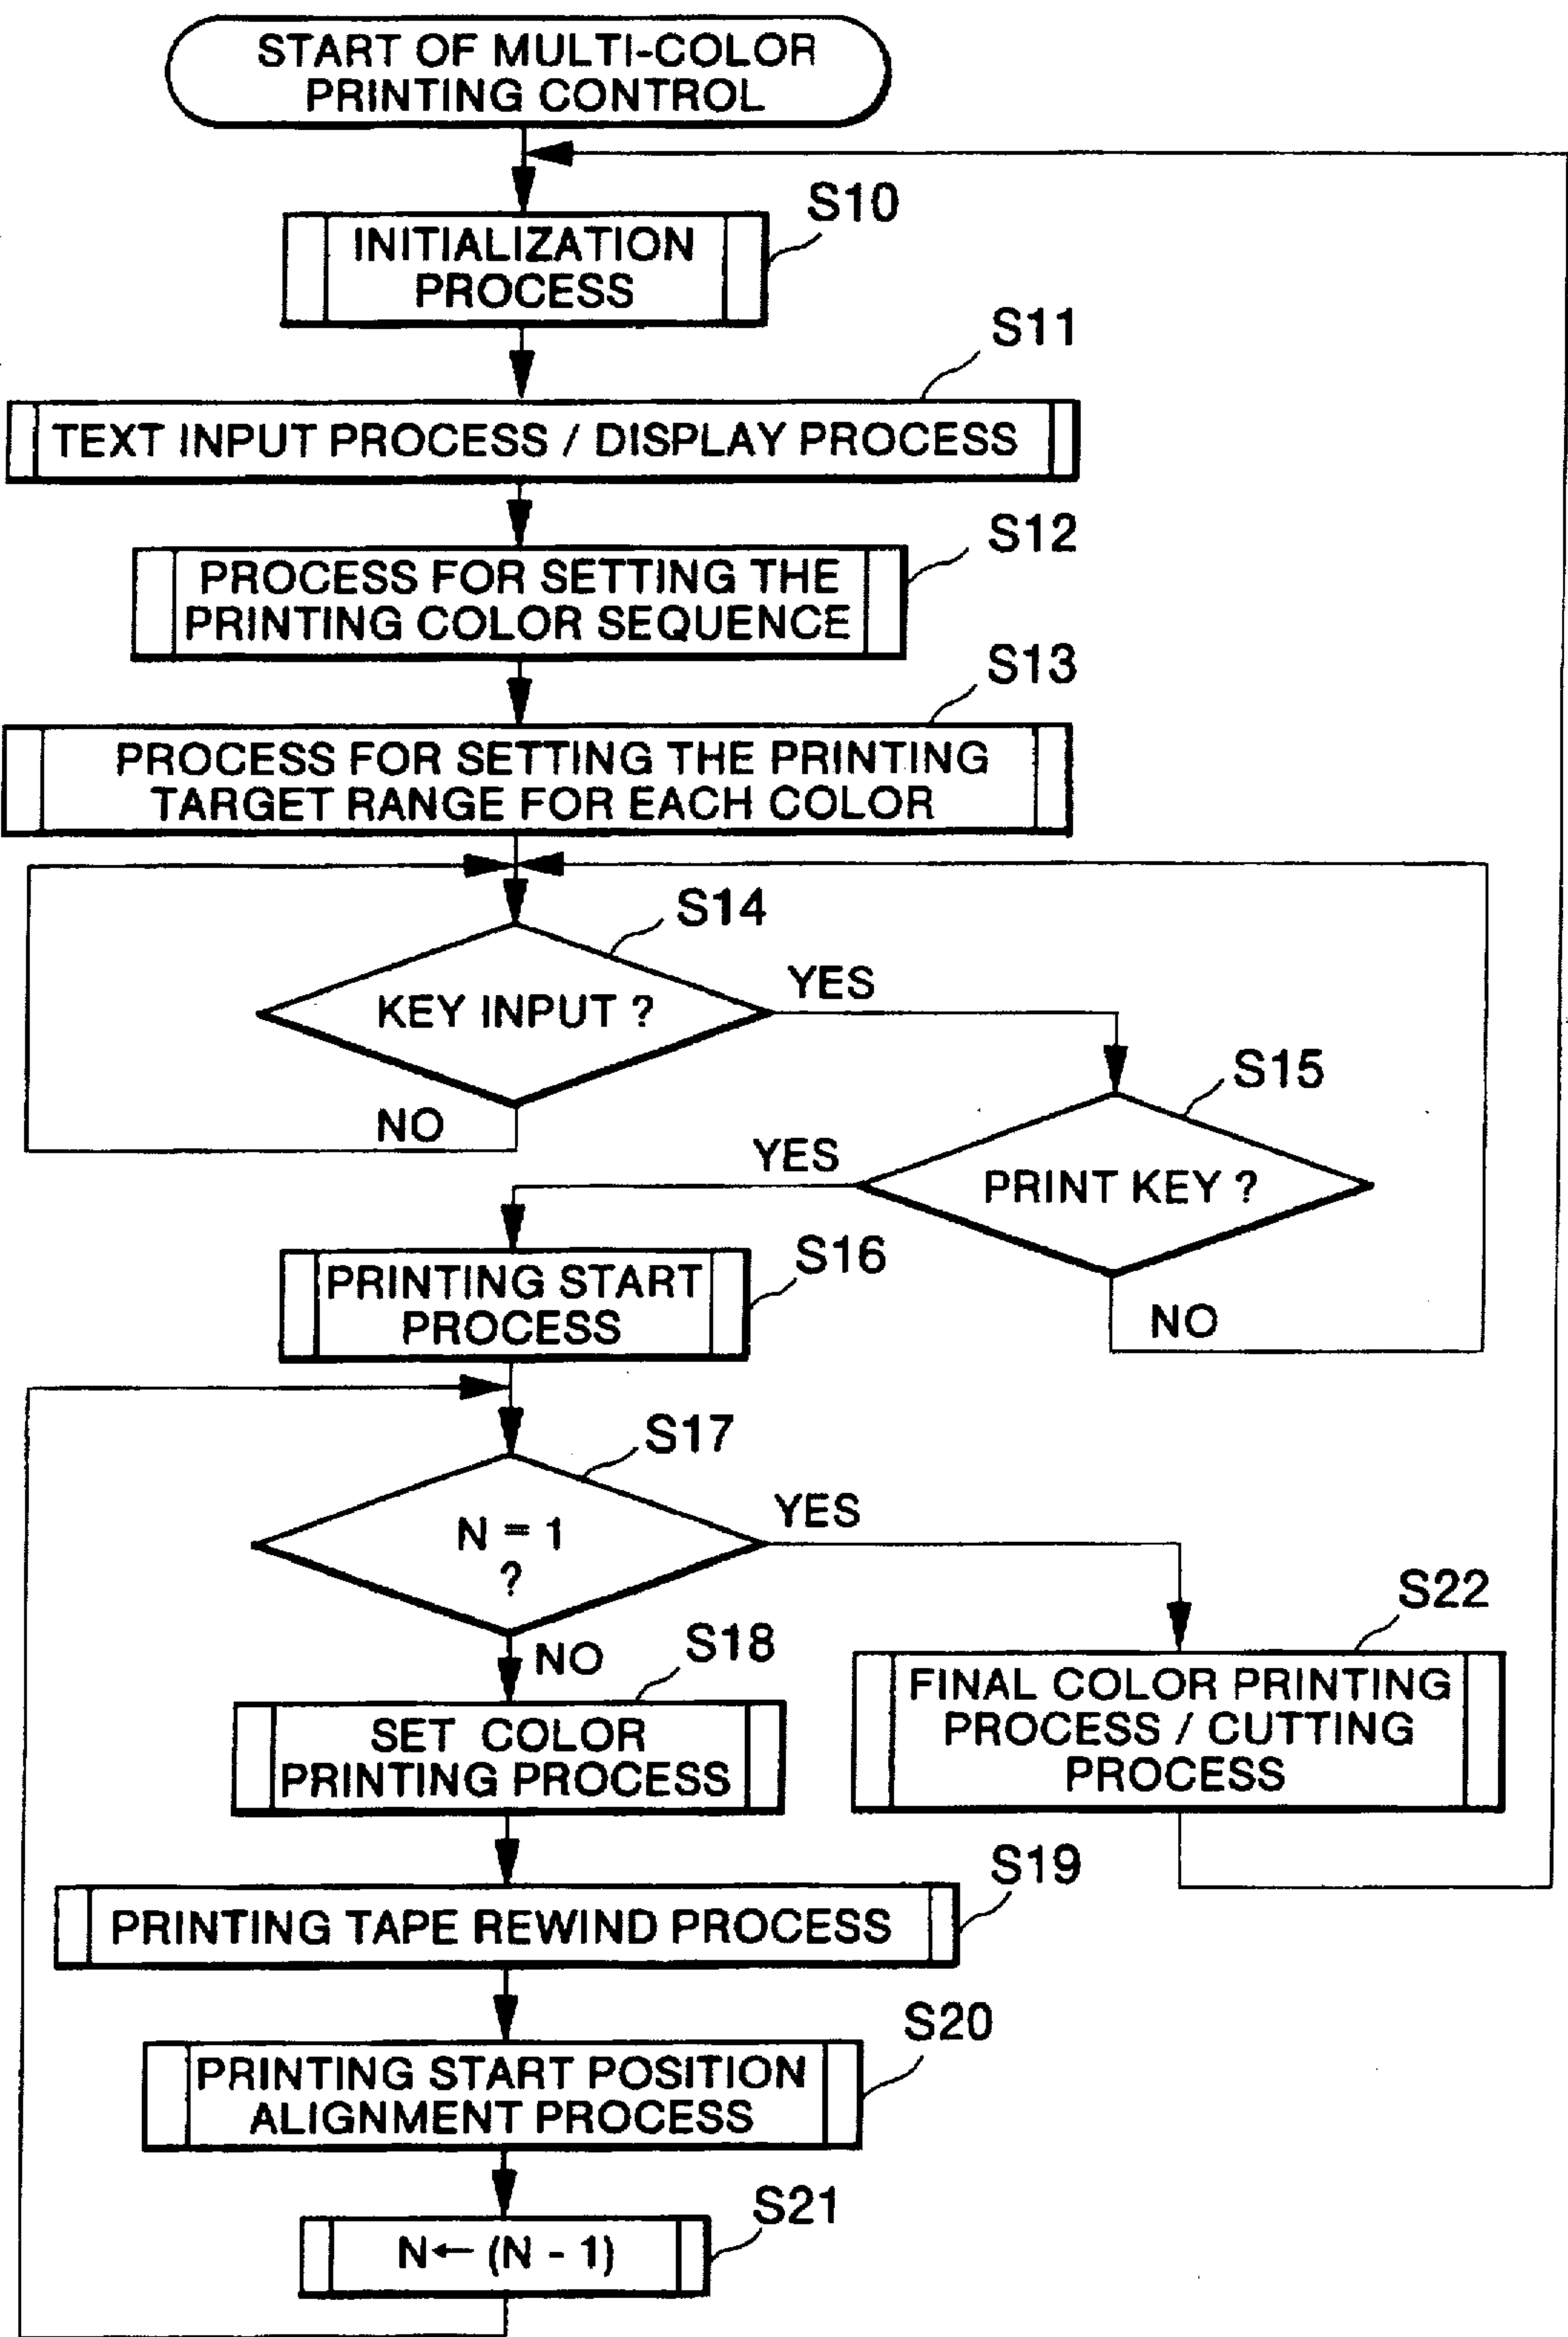 START OF MULTI-COLOR
PRINTING CONTROL
S10
INITIALIZATION
PROCESS
S11
TEXT INPUT PROCESS / DISPLAY PROCESS
S12
PROCESS FOR SETTING THE
PRINTING COLOR SEQUENCE
S13
PROCESS FOR SETTING THE PRINTING
TARGET RANGE FOR EACH COLOR
S14
KEY INPUT ?
YES
NO
S15
PRINT KEY ?
YES
NO
S16
PRINTING START
PROCESS
S17
N = 1
?
YES
NO
S18
SET COLOR
PRINTING PROCESS
S22
FINAL COLOR PRINTING
PROCESS / CUTTING
PROCESS
S19
PRINTING TAPE REWIND PROCESS
S20
PRINTING START POSITION
ALIGNMENT PROCESS
S21
N← (N - 1)